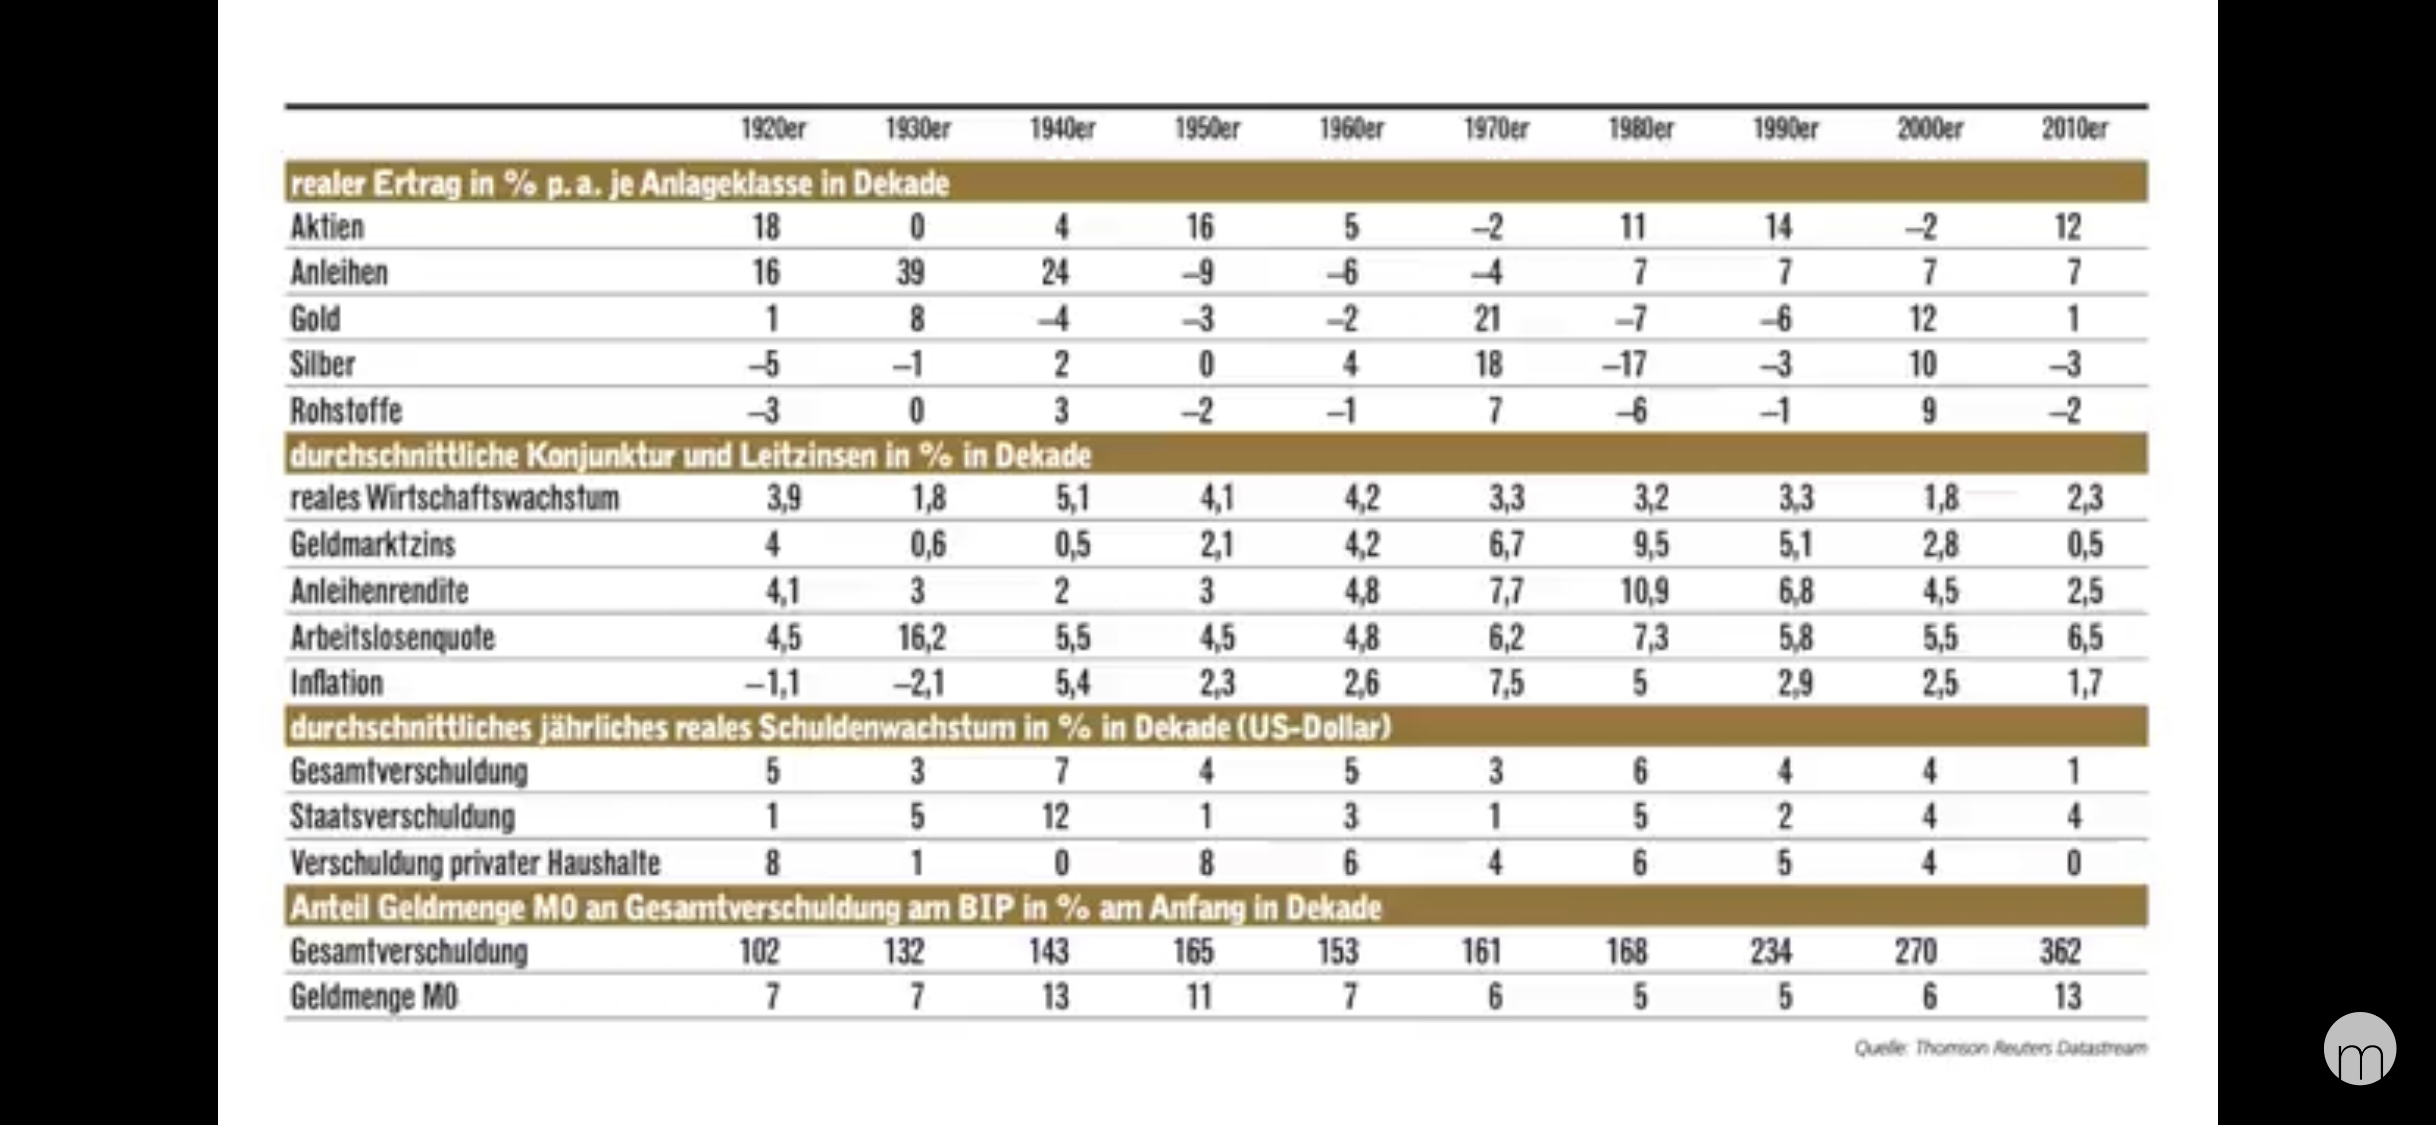 1920er 1930er 1940er 1950er 1960er 1970er 1980er 1990er 2000er 2010er
realer Ertrag in % p. a. je Anlageklasse in Dekade
Aktien 18 0 4 16 5 –2 11 14 –2 12
Anleihen 16 39 24 –9 –6 –4 7 7 7 7
Gold 1 8 –4 –3 –2 21 –7 –6 12 1
Silber –5 –1 2 0 4 18 –17 –3 10 –3
Rohstoffe –3 0 3 –2 –1 7 –6 –1 9 –2
durchschnittliche Konjunktur und Leitzinsen in % in Dekade
reales Wirtschaftswachstum 3,9 1,8 5,1 4,1 4,2 3,3 3,2 3,3 1,8 2,3
Geldmarktzins 4 0,6 0,5 2,1 4,2 6,7 9,5 5,1 2,8 0,5
Anleihenrendite 4,1 3 2 3 4,8 7,7 10,9 6,8 4,5 2,5
Arbeitslosenquote 4,5 16,2 5,5 4,5 4,8 6,2 7,3 5,8 5,5 6,5
Inflation –1,1 –2,1 5,4 2,3 2,6 7,5 5 2,9 2,5 1,7
durchschnittliches jährliches reales Schuldenwachstum in % in Dekade (US-Dollar)
Gesamtverschuldung 5 3 7 4 5 3 6 4 4 1
Staatsverschuldung 1 5 12 1 3 1 5 2 4 4
Verschuldung privater Haushalte 8 1 0 8 6 4 6 5 4 0
Anteil Geldmenge M0 an Gesamtverschuldung am BIP in % am Anfang in Dekade
Gesamtverschuldung 102 132 143 165 153 161 168 234 270 362
Geldmenge M0 7 7 13 11 7 6 5 5 6 13
Quelle: Thomson Reuters Datastream
m